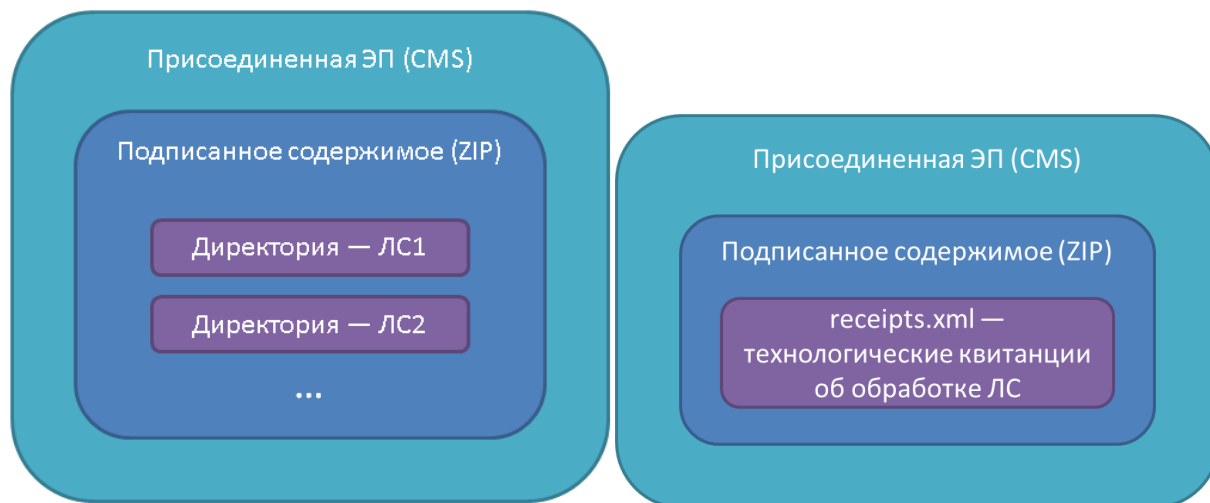 Присоединенная ЭП (CMS)
Подписанное содержимое (ZIP)
Директория — ЛС1
Директория — ЛС2
...
Присоединенная ЭП (CMS)
Подписанное содержимое (ZIP)
receipts.xml —
технологические квитанции
об обработке ЛС